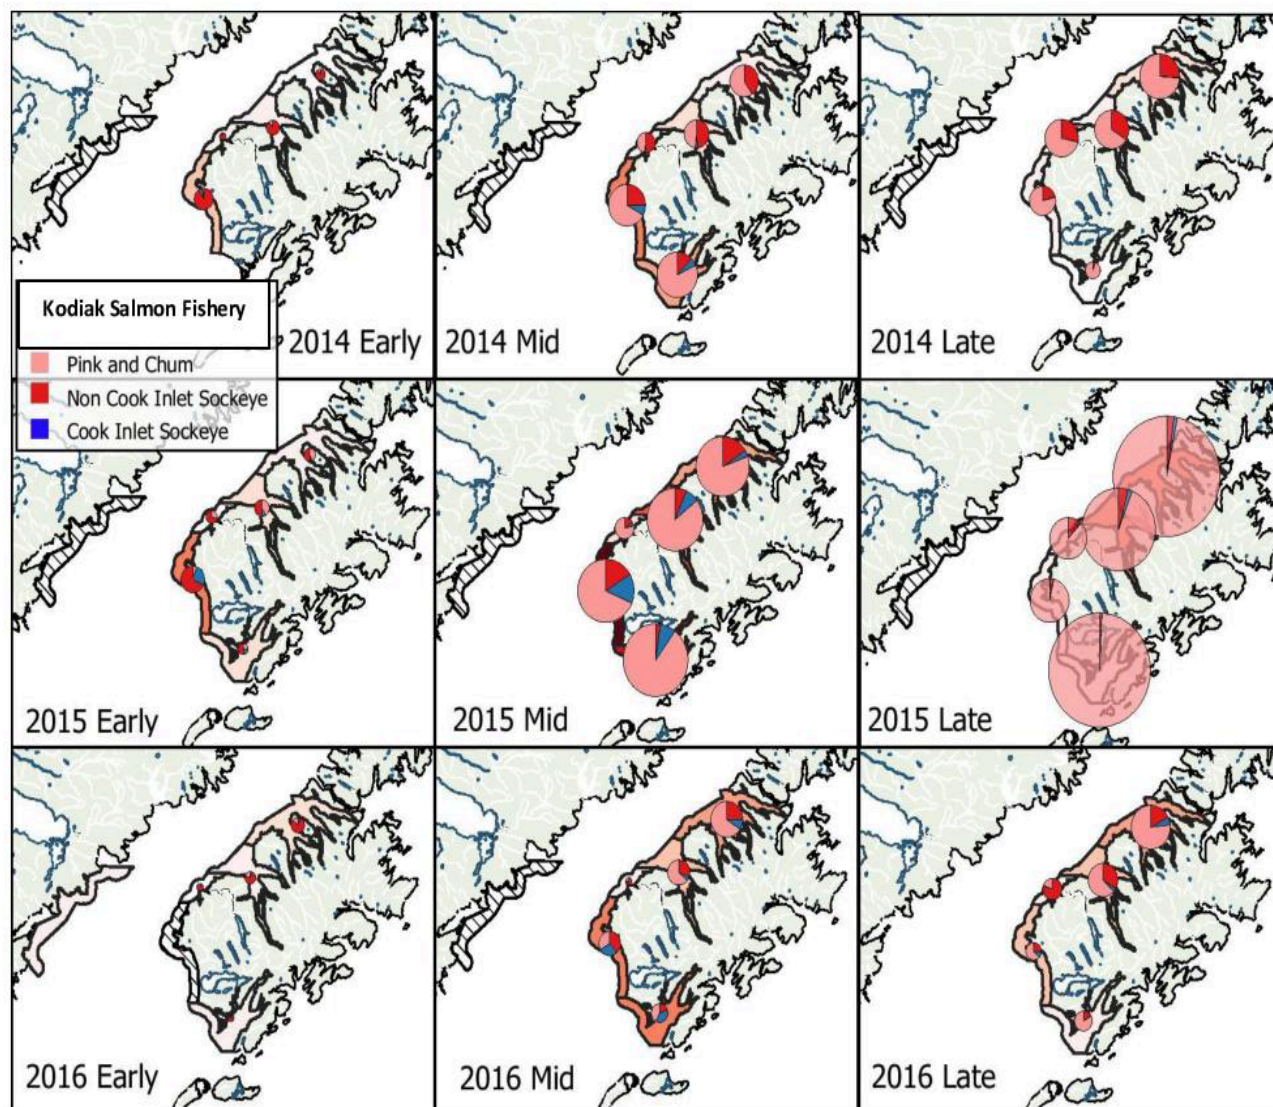 2014 Early
2014 Mid
2014 Late
Kodiak Salmon Fishery
Pink and Chum
Non Cook Inlet Sockeye
Cook Inlet Sockeye
2015 Early
2015 Mid
2015 Late
2016 Early
2016 Mid
2016 Late